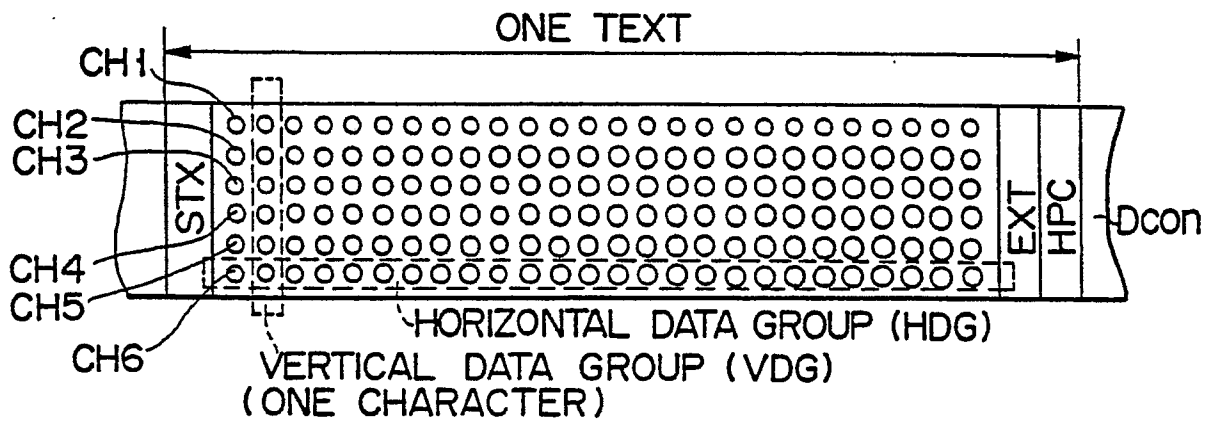 ONE TEXT
CH1
CH2
CH3
CH4
CH5
CH6
STX
EXT
HPC
Dcon
HORIZONTAL DATA GROUP (HDG)
VERTICAL DATA GROUP (VDG)
(ONE CHARACTER)